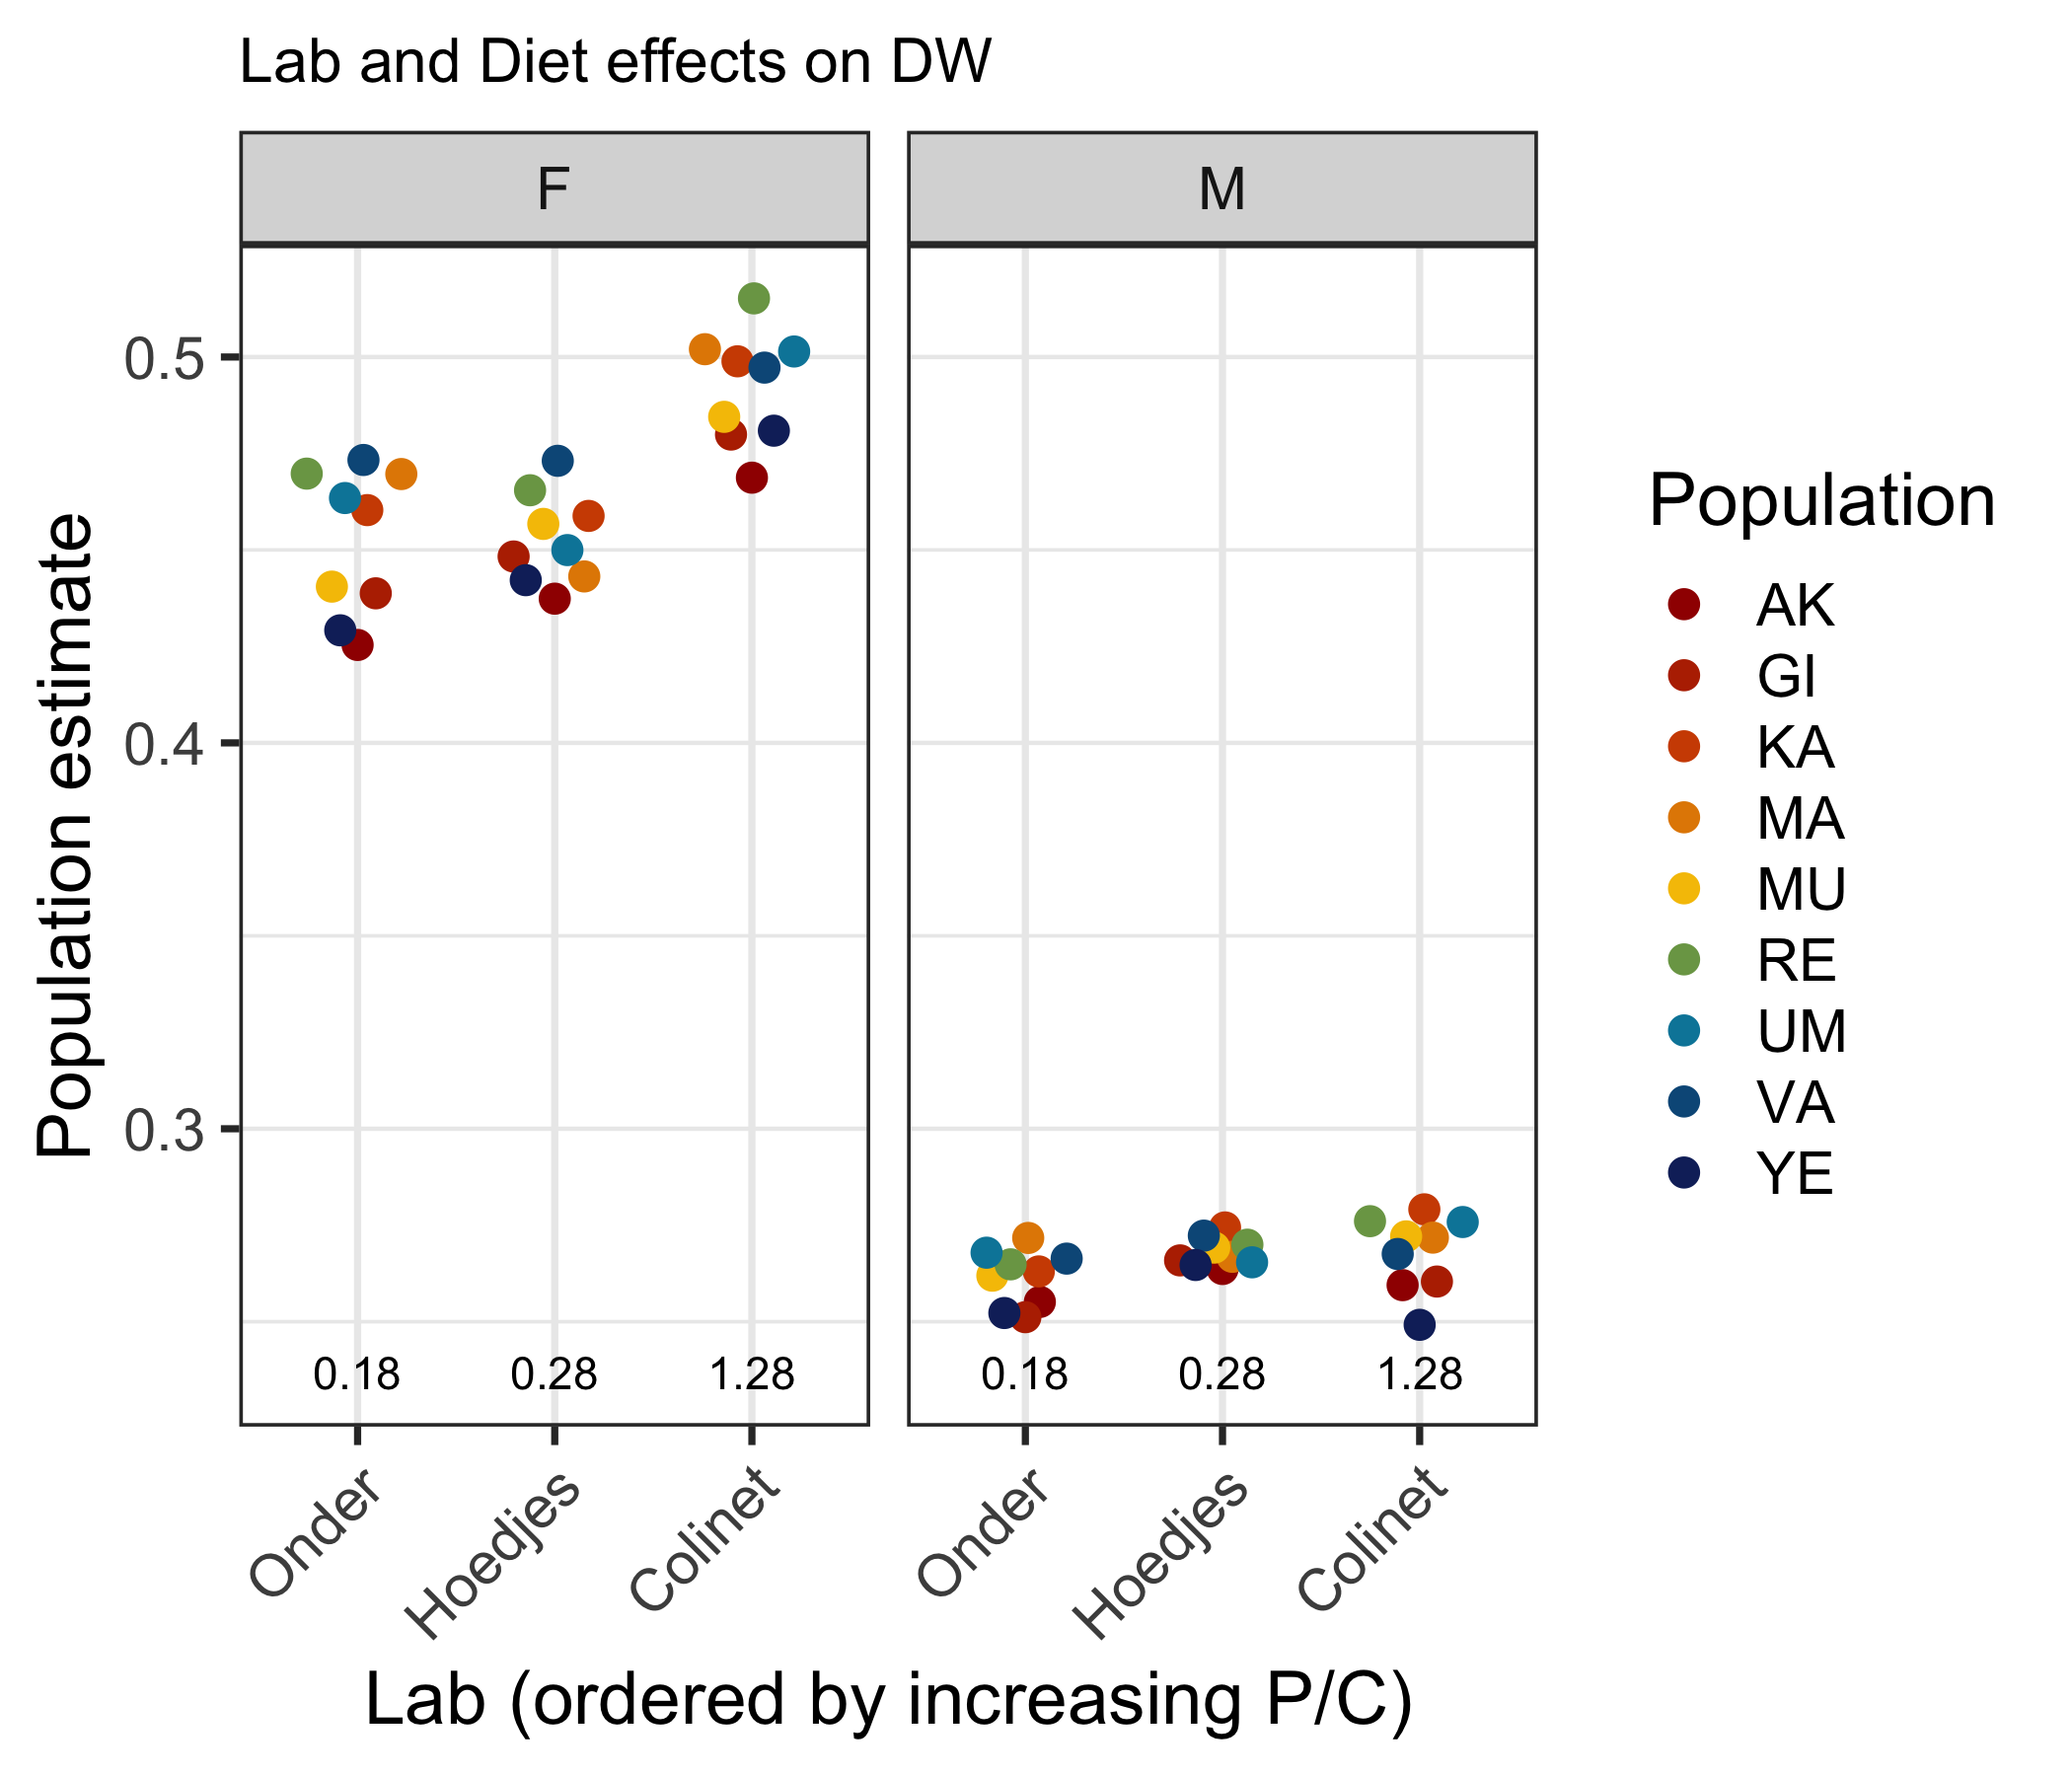 Lab and Diet effects on DW
F
M
0.5
0.4
0.3
Population estimate
0.18
0.28
1.28
0.18
0.28
1.28
Onder
Hoedjes
Colinet
Onder
Hoedjes
Colinet
Lab (ordered by increasing P/C)
Population
AK
GI
KA
MA
MU
RE
UM
VA
YE